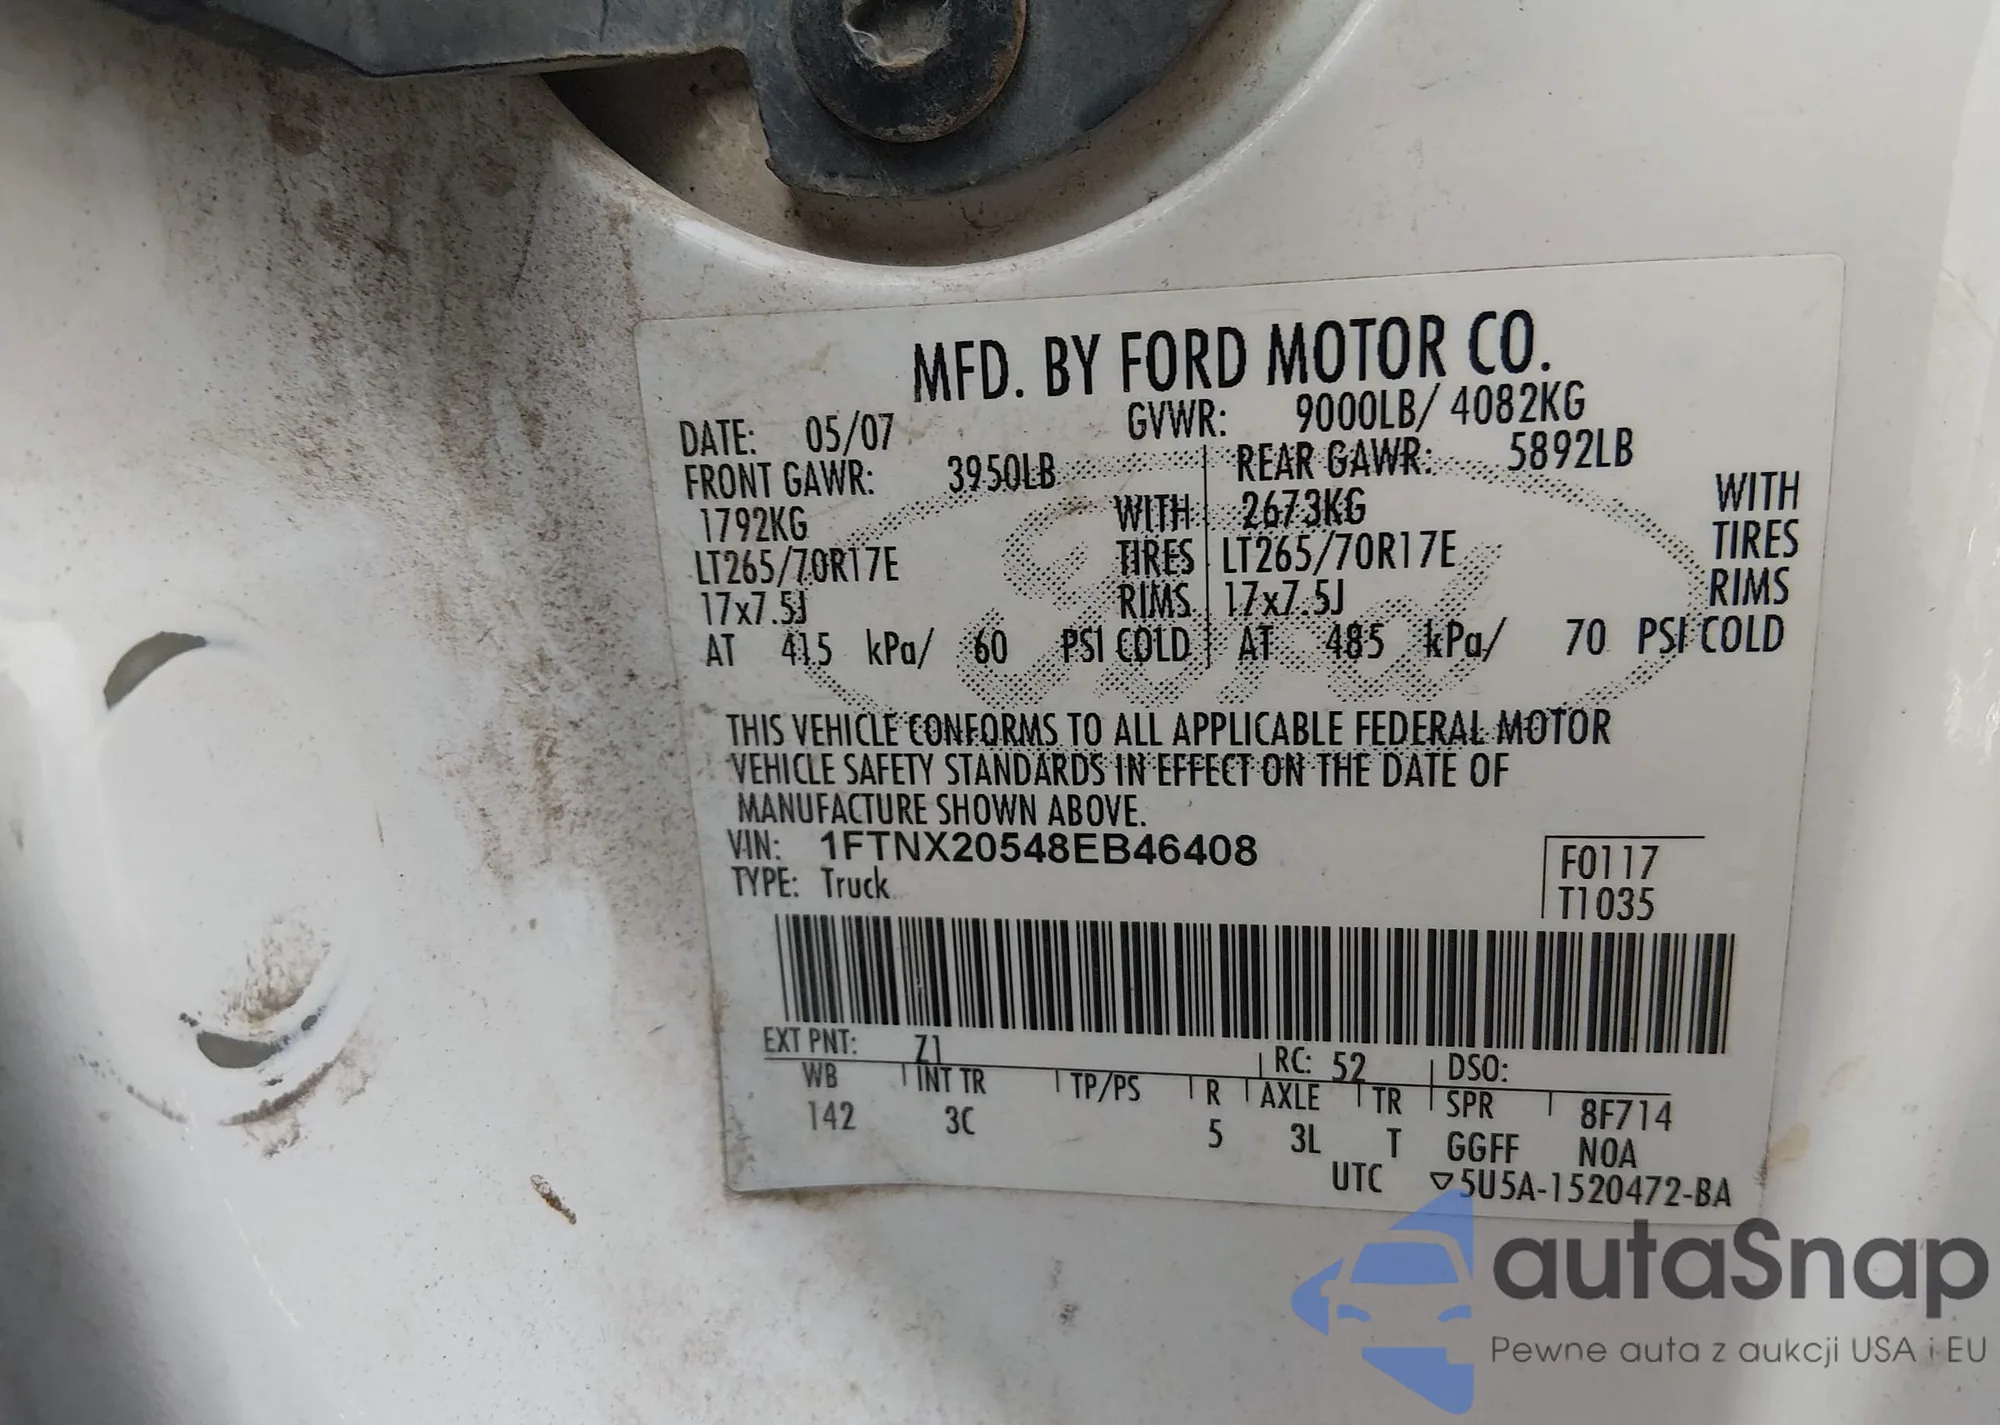 MFD. BY FORD MOTOR CO.
DATE: 05/07 GVWR: 9000LB/ 4082KG
FRONT GAWR: 3950LB REAR GAWR: 5892LB
1792KG WITH 2673KG WITH
LT265/70R17E TIRES LT265/70R17E TIRES
17x7.5J RIMS 17x7.5J RIMS
AT 415 kPa/ 60 PSI COLD AT 485 kPa/ 70 PSI COLD
THIS VEHICLE CONFORMS TO ALL APPLICABLE FEDERAL MOTOR
VEHICLE SAFETY STANDARDS IN EFFECT ON THE DATE OF
MANUFACTURE SHOWN ABOVE.
VIN: 1FTNX20548EB46408
TYPE: Truck
F0117
T1035
EXT PNT: Z1 RC: 52 DSO:
WB INT TR TP/PS R AXLE TR SPR 8F714
142 3C 5 3L T GGFF NOA
UTC ▽5U5A-1520472-BA
Ford
autaSnap
Pewne auta z aukcji USA i EU